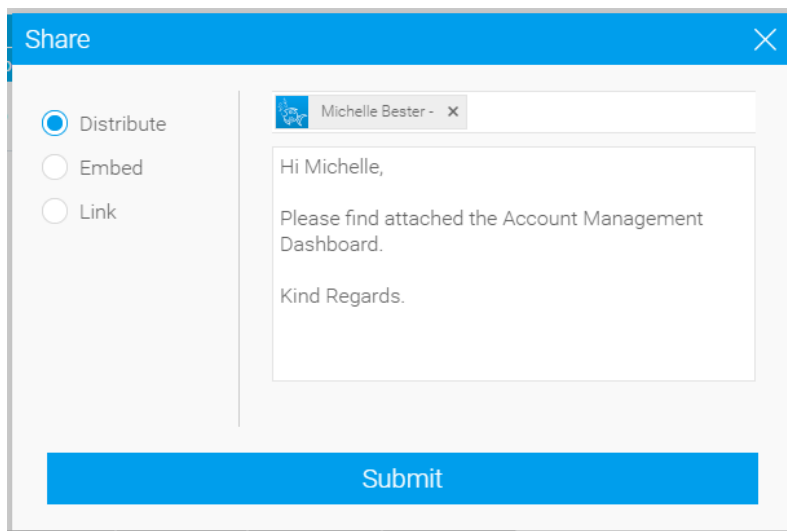 Share
Distribute
Embed
Link
Michelle Bester -
Hi Michelle,
Please find attached the Account Management
Dashboard.
Kind Regards.
Submit